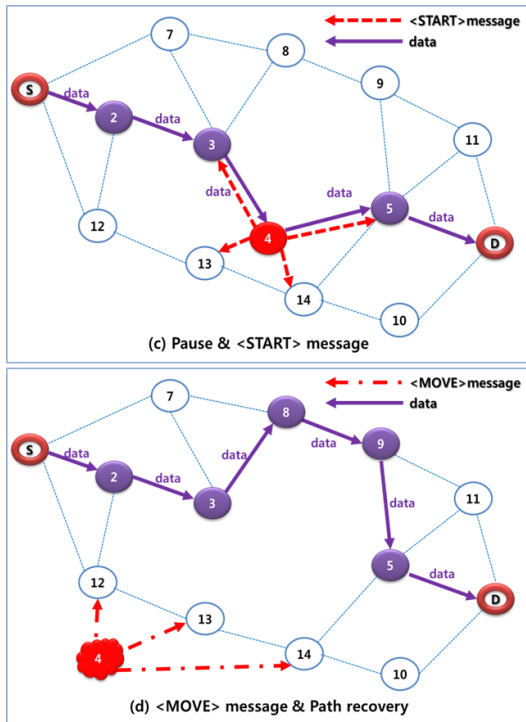 <START>message
data
7
8
9
S
data
2
data
3
11
data
data
5
data
12
4
D
13
14
10
(c) Pause & <START> message
<MOVE>message
data
7
8
data
9
S
data
data
2
data
3
data
11
5
data
12
D
13
4
14
10
(d) <MOVE> message & Path recovery